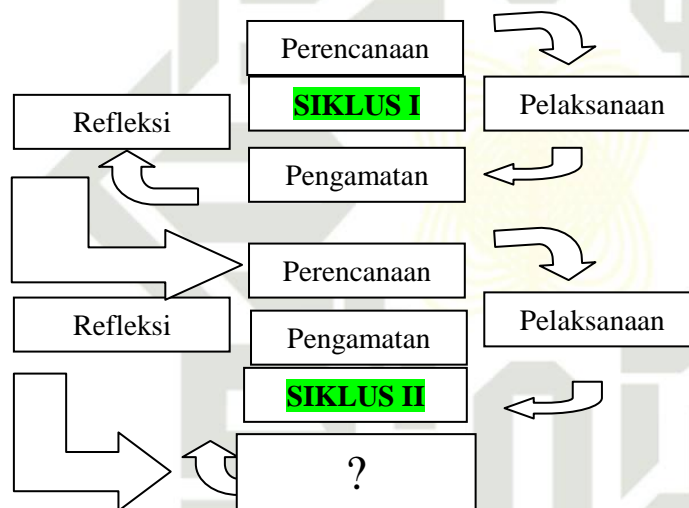 Perencanaan
SIKLUS I
Pelaksanaan
Refleksi
Pengamatan
Perencanaan
Refleksi
Pelaksanaan
Pengamatan
SIKLUS II
?